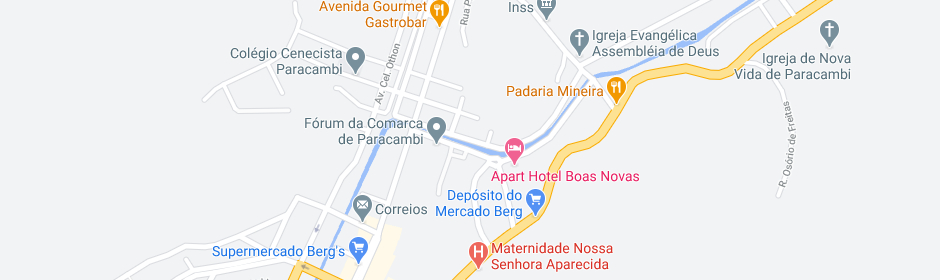 Avenida Gourmet
Gastrobar
Rua P
Inss
Igreja Evangélica
Assembléia de Deus
Igreja de Nova
Vida de Paracambi
Colégio Cenecista
Paracambi
Av. Cel. Othon
Padaria Mineira
Fórum da Comarca
de Paracambi
R. Osório de Freitas
Apart Hotel Boas Novas
Depósito do
Mercado Berg
Correios
Supermercado Berg's
Maternidade Nossa
Senhora Aparecida